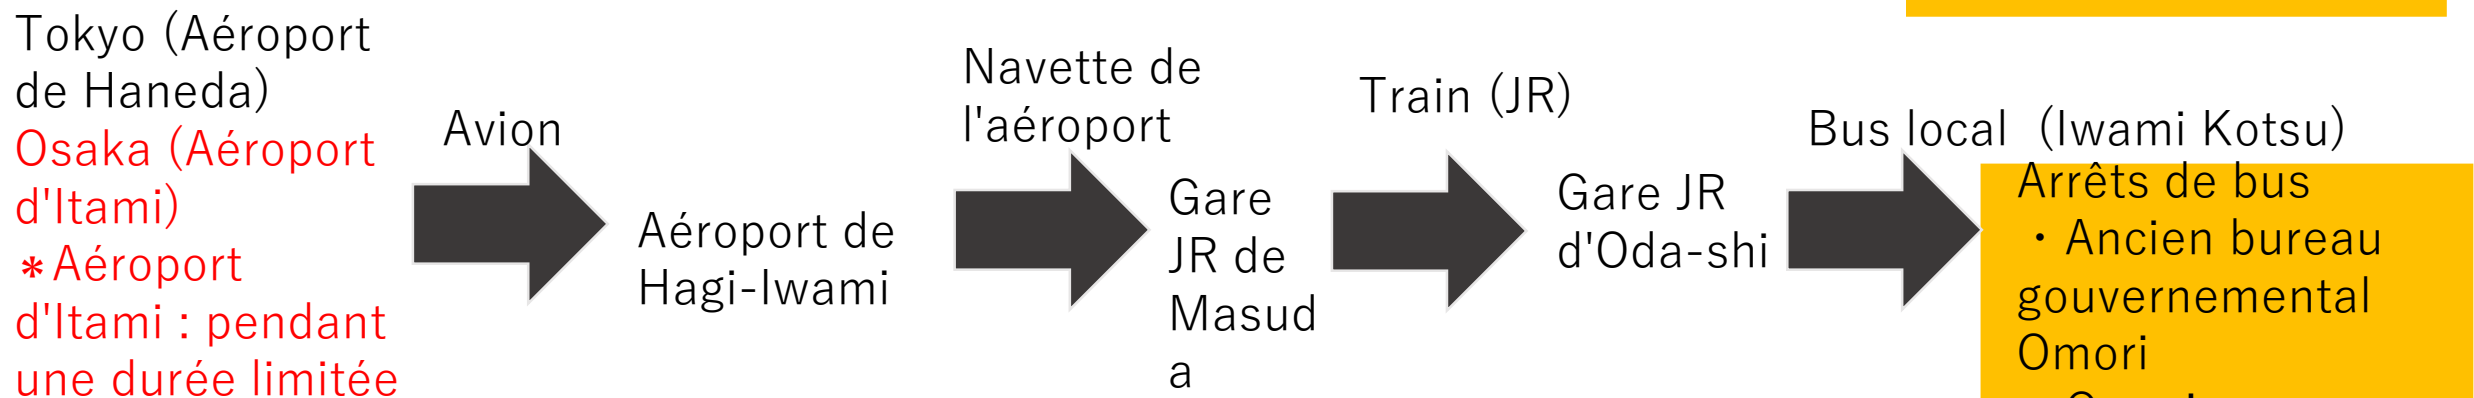 Tokyo (Aéroport
de Haneda)
Osaka (Aéroport
d'Itami)
*Aéroport
d'Itami : pendant
une durée limitée
Avion
Aéroport de
Hagi-Iwami
Navette de
l'aéroport
Gare
JR de
Masud
a
Train (JR)
Gare JR
d'Oda-shi
Bus local (Iwami Kotsu)
Arrêts de bus
・Ancien bureau
gouvernemental
Omori